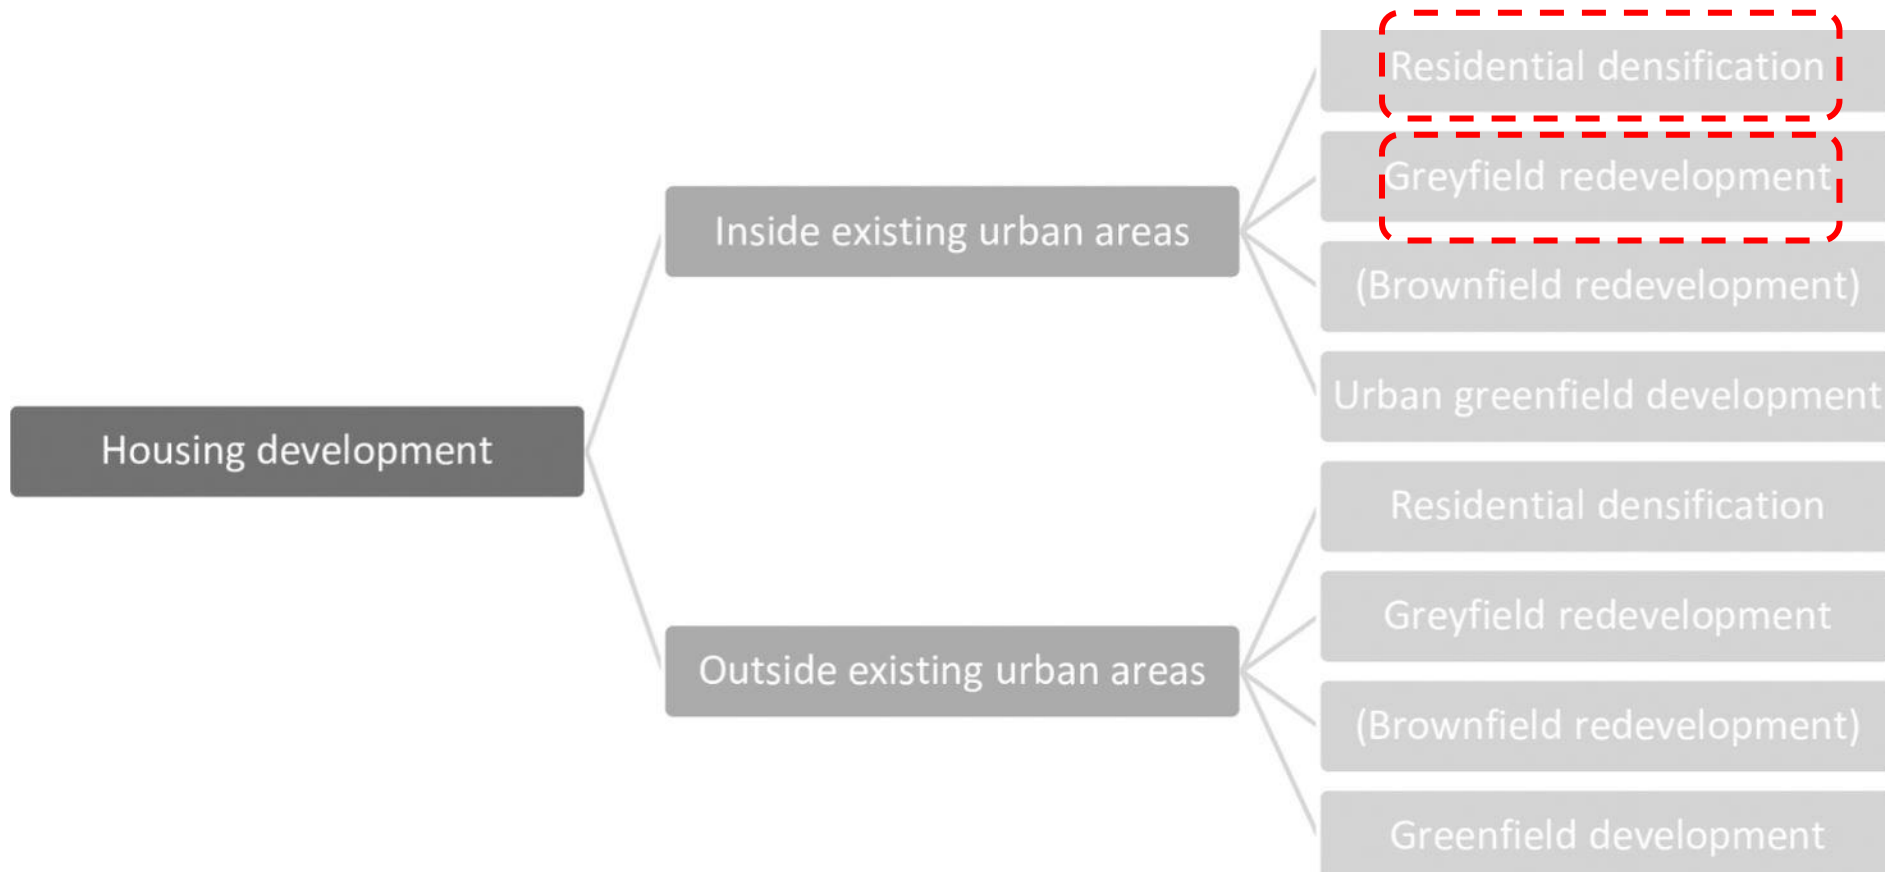 Housing development
Inside existing urban areas
Residential densification
Greyfield redevelopment
(Brownfield redevelopment)
Urban greenfield development
Outside existing urban areas
Residential densification
Greyfield redevelopment
(Brownfield redevelopment)
Greenfield development